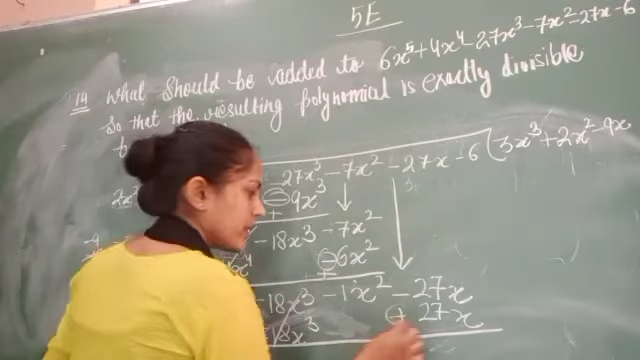 5E
14 What should be added to 6x⁵+4x⁴-27x³-7x²-27x-6
So that the resulting polynomial is exactly divisible
27x³ - 7x² - 27x - 6 ( 3x³+2x²-9x
9x³
- 18x³ - 7x²
6x²
-18x³ - 1x² - 27x
18x³ 27x